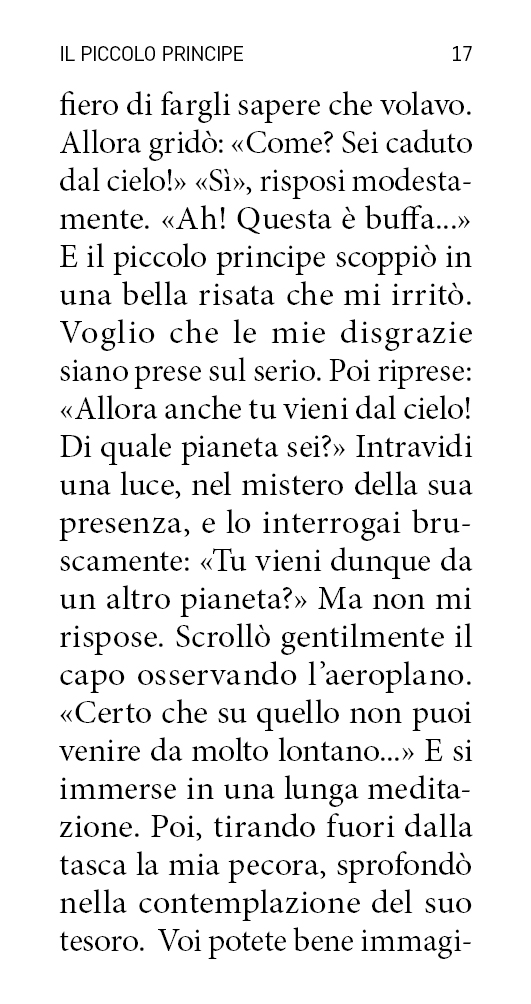 IL PICCOLO PRINCIPE 17
fiero di fargli sapere che volavo.
Allora gridò: «Come? Sei caduto
dal cielo!» «Sì», risposi modesta-
mente. «Ah! Questa è buffa...»
E il piccolo principe scoppiò in
una bella risata che mi irritò.
Voglio che le mie disgrazie
siano prese sul serio. Poi riprese:
«Allora anche tu vieni dal cielo!
Di quale pianeta sei?» Intravidi
una luce, nel mistero della sua
presenza, e lo interrogai bru-
scamente: «Tu vieni dunque da
un altro pianeta?» Ma non mi
rispose. Scrollò gentilmente il
capo osservando l’aeroplano.
«Certo che su quello non puoi
venire da molto lontano...» E si
immerse in una lunga medita-
zione. Poi, tirando fuori dalla
tasca la mia pecora, sprofondò
nella contemplazione del suo
tesoro.  Voi potete bene immagi-